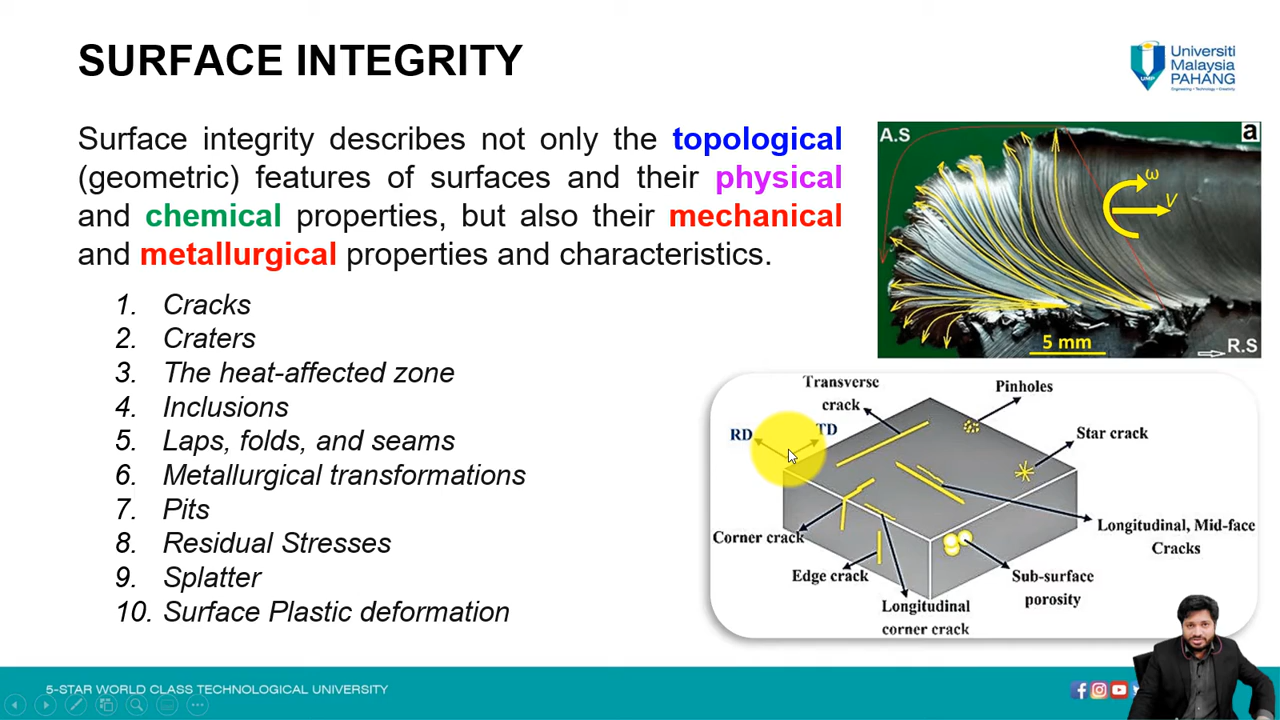 SURFACE INTEGRITY
Universiti
Malaysia
PAHANG
Engineering • Technology • Creativity
UMP
Surface integrity describes not only the topological
(geometric) features of surfaces and their physical
and chemical properties, but also their mechanical
and metallurgical properties and characteristics.
1. Cracks
2. Craters
3. The heat-affected zone
4. Inclusions
5. Laps, folds, and seams
6. Metallurgical transformations
7. Pits
8. Residual Stresses
9. Splatter
10. Surface Plastic deformation
A.S
a
ω
V
5 mm
R.S
Transverse
crack
Pinholes
RD
TD
Star crack
Corner crack
Longitudinal, Mid-face
Cracks
Edge crack
Sub-surface
porosity
Longitudinal
corner crack
5-STAR WORLD CLASS TECHNOLOGICAL UNIVERSITY